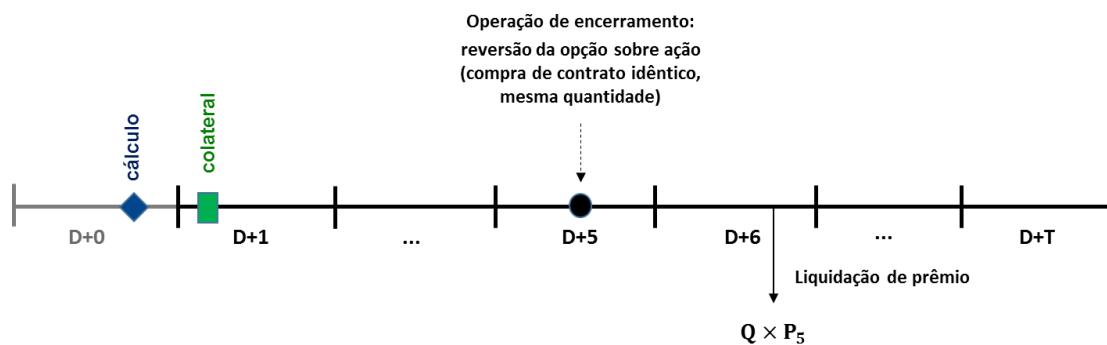 Operação de encerramento:
reversão da opção sobre ação
(compra de contrato idêntico,
mesma quantidade)
cálculo
colateral
D+0
D+1
...
D+5
D+6
...
D+T
Liquidação de prêmio
Q × P₅